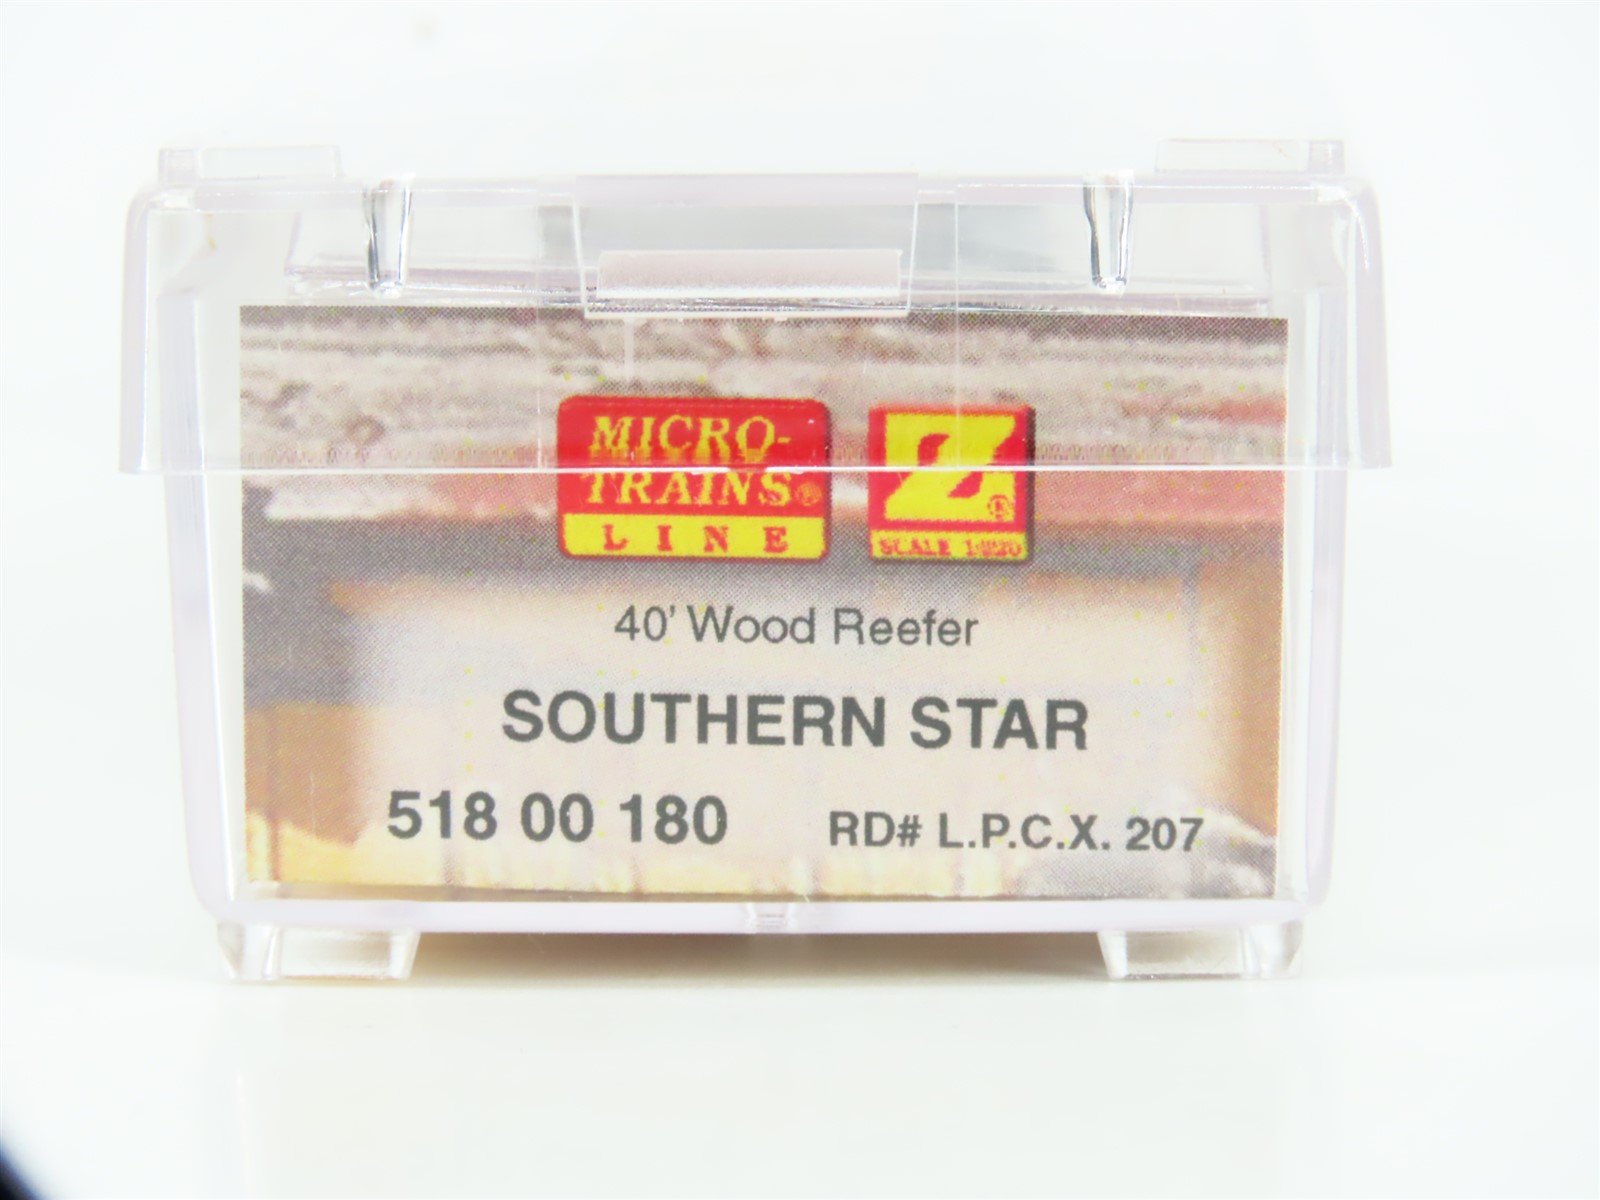 MICRO-
TRAINS®
LINE
Z®
SCALE 1:220
40' Wood Reefer
SOUTHERN STAR
518 00 180 RD# L.P.C.X. 207